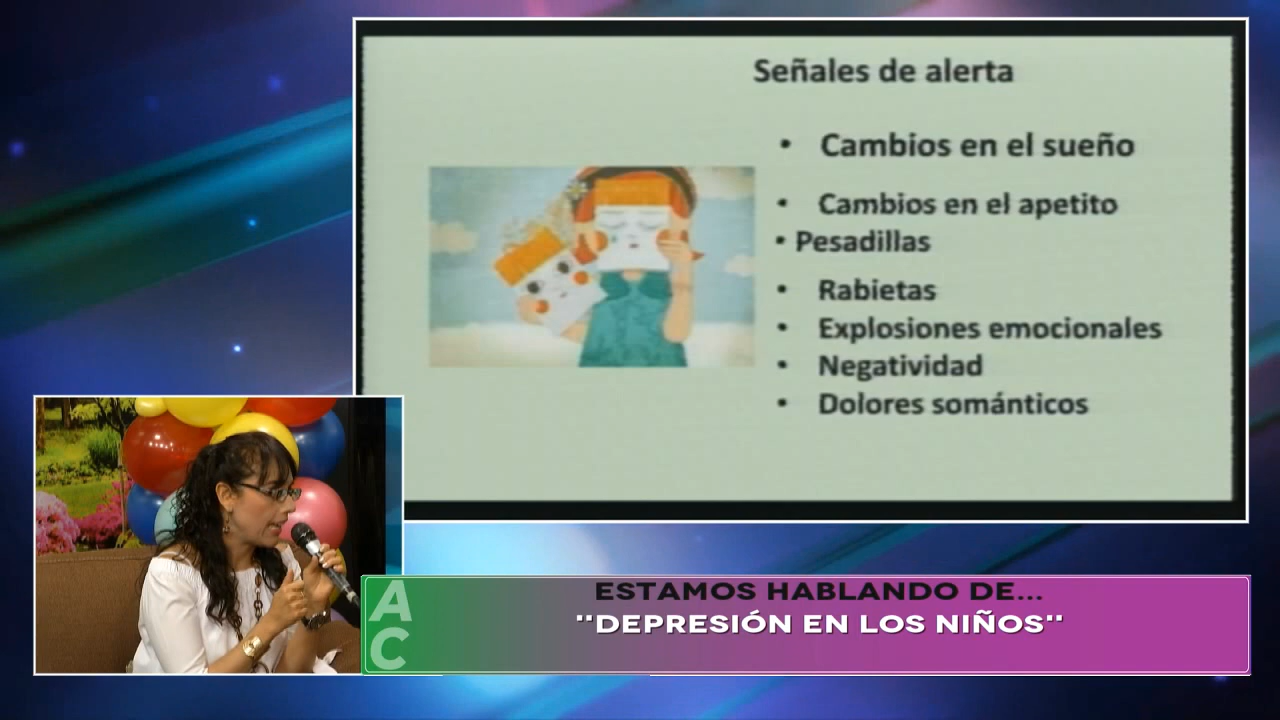 Señales de alerta
• Cambios en el sueño
• Cambios en el apetito
• Pesadillas
• Rabietas
• Explosiones emocionales
• Negatividad
• Dolores sománticos
AC
ESTAMOS HABLANDO DE...
"DEPRESIÓN EN LOS NIÑOS"